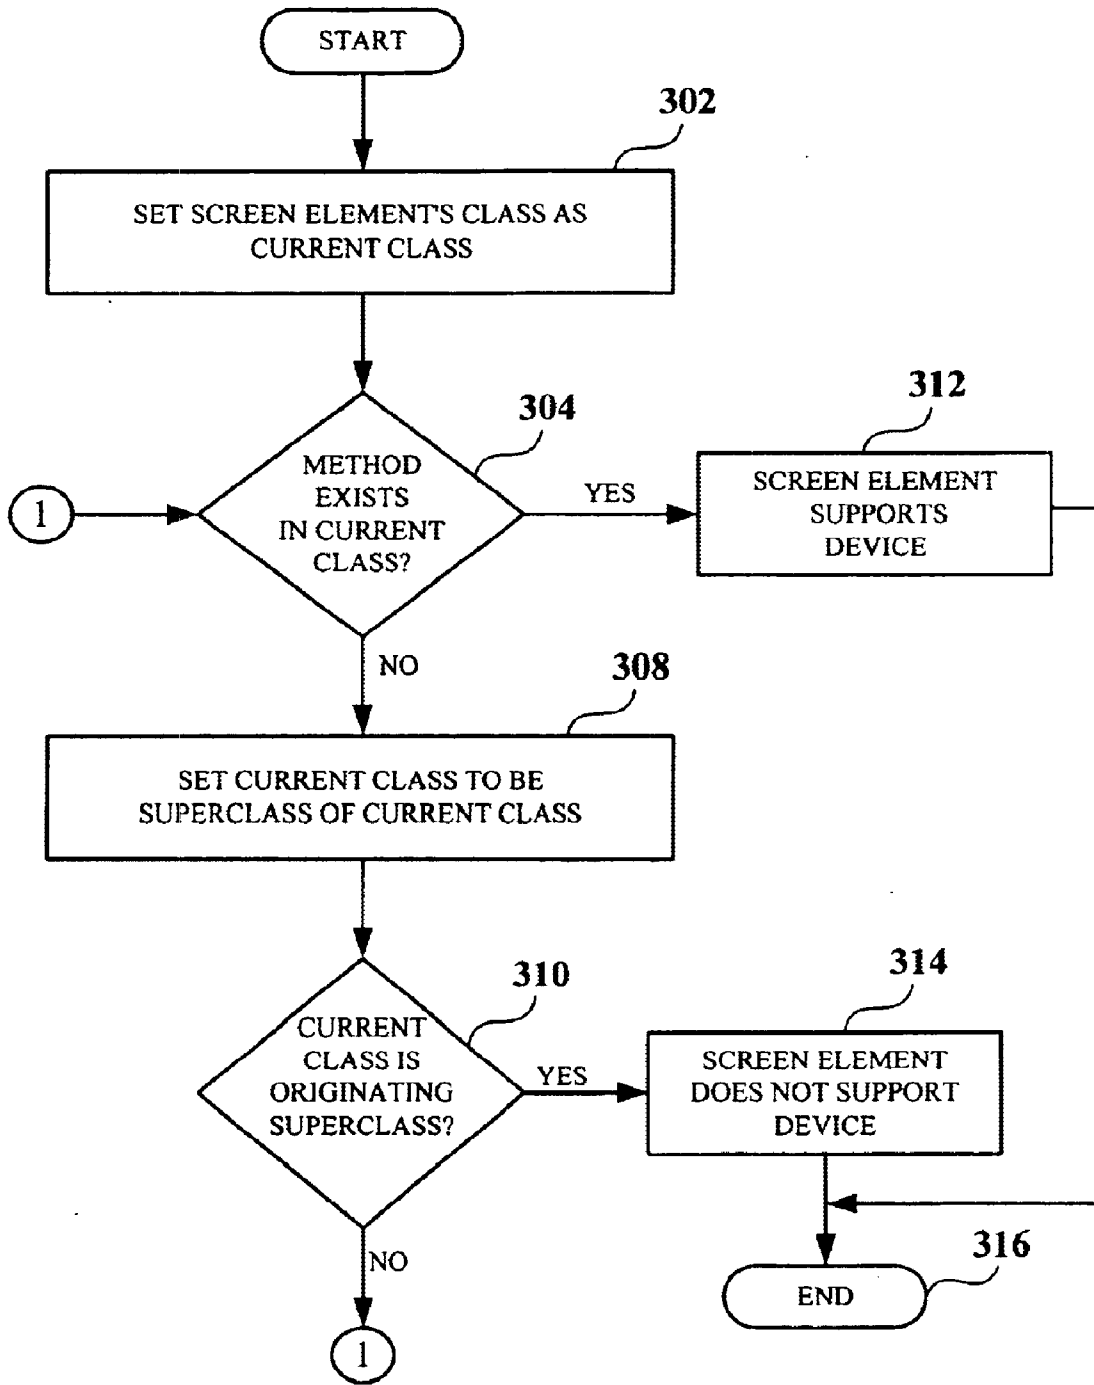 START
302
SET SCREEN ELEMENT'S CLASS AS
CURRENT CLASS
304
METHOD
EXISTS
IN CURRENT
CLASS?
1
YES
312
SCREEN ELEMENT
SUPPORTS
DEVICE
NO
308
SET CURRENT CLASS TO BE
SUPERCLASS OF CURRENT CLASS
310
CURRENT
CLASS IS
ORIGINATING
SUPERCLASS?
YES
314
SCREEN ELEMENT
DOES NOT SUPPORT
DEVICE
NO
316
END
1